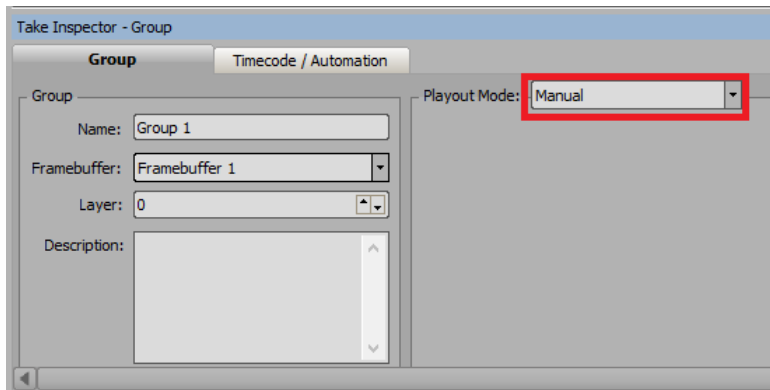 Take Inspector - Group
Group
Timecode / Automation
Group
Name: Group 1
Framebuffer: Framebuffer 1
Layer: 0
Description:
Playout Mode: Manual